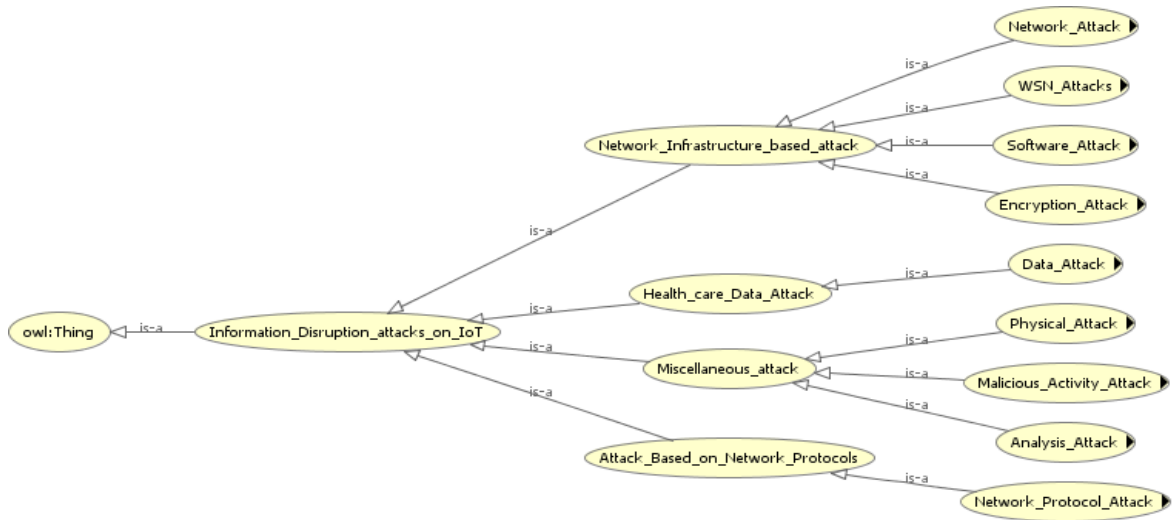 Network_Attack
is-a
WSN_Attacks
is-a
Network_Infrastructure_based_attack
is-a
Software_Attack
is-a
Encryption_Attack
is-a
Data_Attack
is-a
Health_care_Data_Attack
is-a
Physical_Attack
owl:Thing
is-a
Information_Disruption_attacks_on_IoT
is-a
is-a
Miscellaneous_attack
is-a
Malicious_Activity_Attack
is-a
is-a
Analysis_Attack
Attack_Based_on_Network_Protocols
is-a
Network_Protocol_Attack